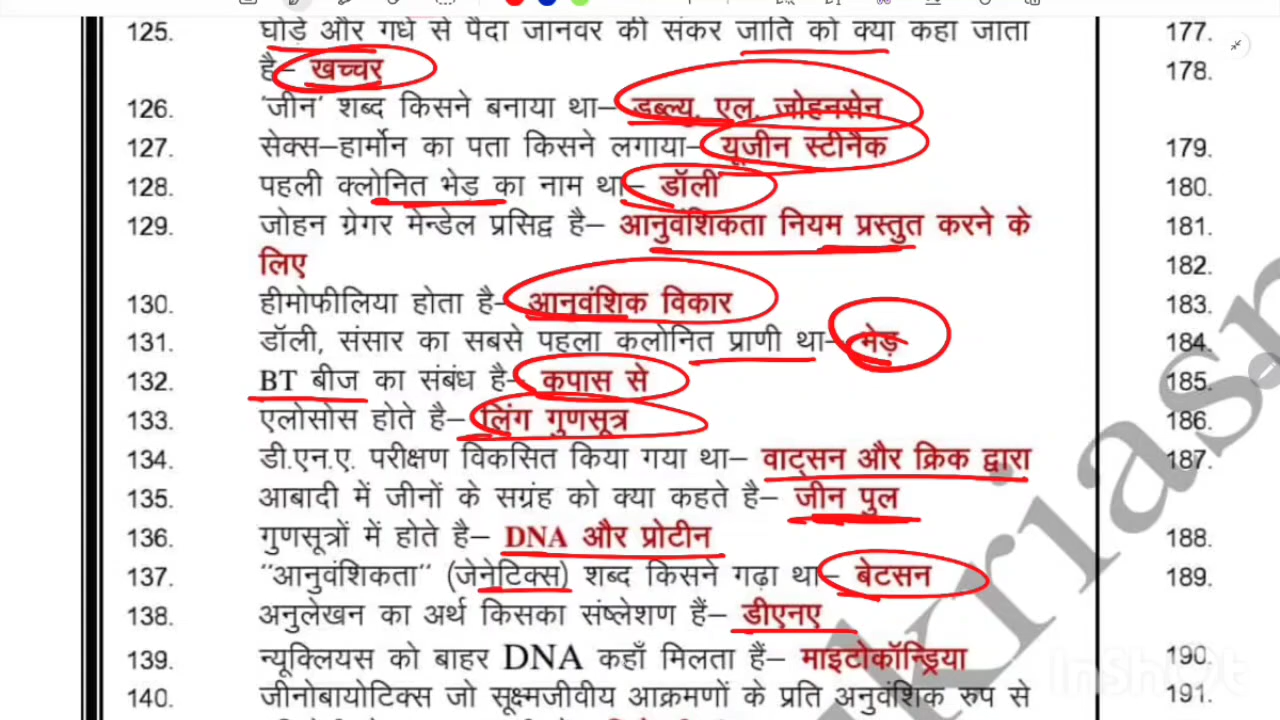 125. घोड़े और गधे से पैदा जानवर की संकर जाति को क्या कहा जाता
है– खच्चर
126. 'जीन' शब्द किसने बनाया था– डब्ल्यु. एल. जोहनसेन
127. सेक्स–हार्मोन का पता किसने लगाया– यूजीन स्टीनैक
128. पहली क्लोनित भेड़ का नाम था– डॉली
129. जोहन ग्रेगर मेन्डेल प्रसिद्व है– आनुवंशिकता नियम प्रस्तुत करने के
लिए
130. हीमोफीलिया होता है– आनुवंशिक विकार
131. डॉली, संसार का सबसे पहला कलोनित प्राणी था– भेड़
132. BT बीज का संबंध है– कपास से
133. एलोसोस होते है– लिंग गुणसूत्र
134. डी.एन.ए. परीक्षण विकसित किया गया था– वाट्सन और क्रिक द्वारा
135. आबादी में जीनों के सग्रंह को क्या कहते है– जीन पुल
136. गुणसूत्रों में होते है– DNA और प्रोटीन
137. "आनुवंशिकता" (जेनेटिक्स) शब्द किसने गढ़ा था– बेटसन
138. अनुलेखन का अर्थ किसका संष्लेशण हैं– डीएनए
139. न्यूक्लियस को बाहर DNA कहाँ मिलता हैं– माइटोकॉन्ड्रिया
140. जीनोबायोटिक्स जो सूक्ष्मजीवीय आक्रमणों के प्रति अनुवंशिक रुप से
177.
178.
179.
180.
181.
182.
183.
184.
185.
186.
187.
188.
189.
190.
191.
InShOt